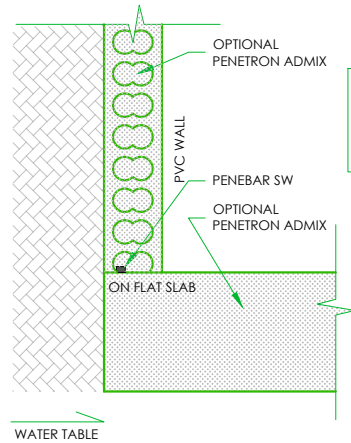 OPTIONAL
PENETRON ADMIX
PVC WALL
PENEBAR SW
OPTIONAL
PENETRON ADMIX
ON FLAT SLAB
WATER TABLE